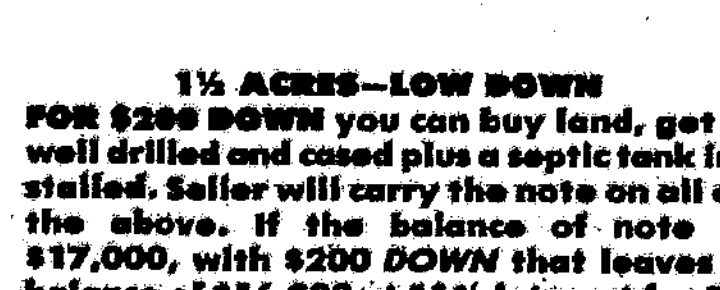 1½ ACRES—LOW DOWN
FOR $200 DOWN you can buy land, get
well drilled and cased plus a septic tank in
stalled. Seller will carry the note on all
the above. If the balance of note
$17,000, with $200 DOWN that leaves